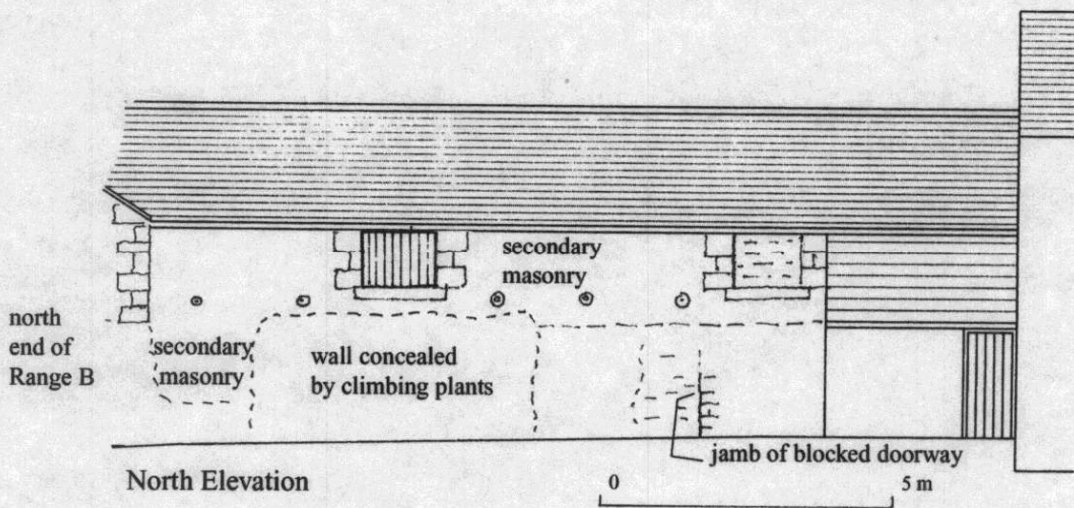 secondary
masonry
north
end of
Range B
secondary
masonry
wall concealed
by climbing plants
jamb of blocked doorway
North Elevation
0 5 m